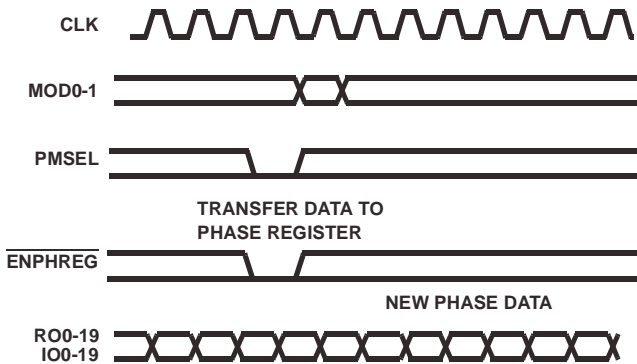 CLK
MOD0-1
PMSEL
TRANSFER DATA TO
PHASE REGISTER
ENPHREG
NEW PHASE DATA
RO0-19
IO0-19